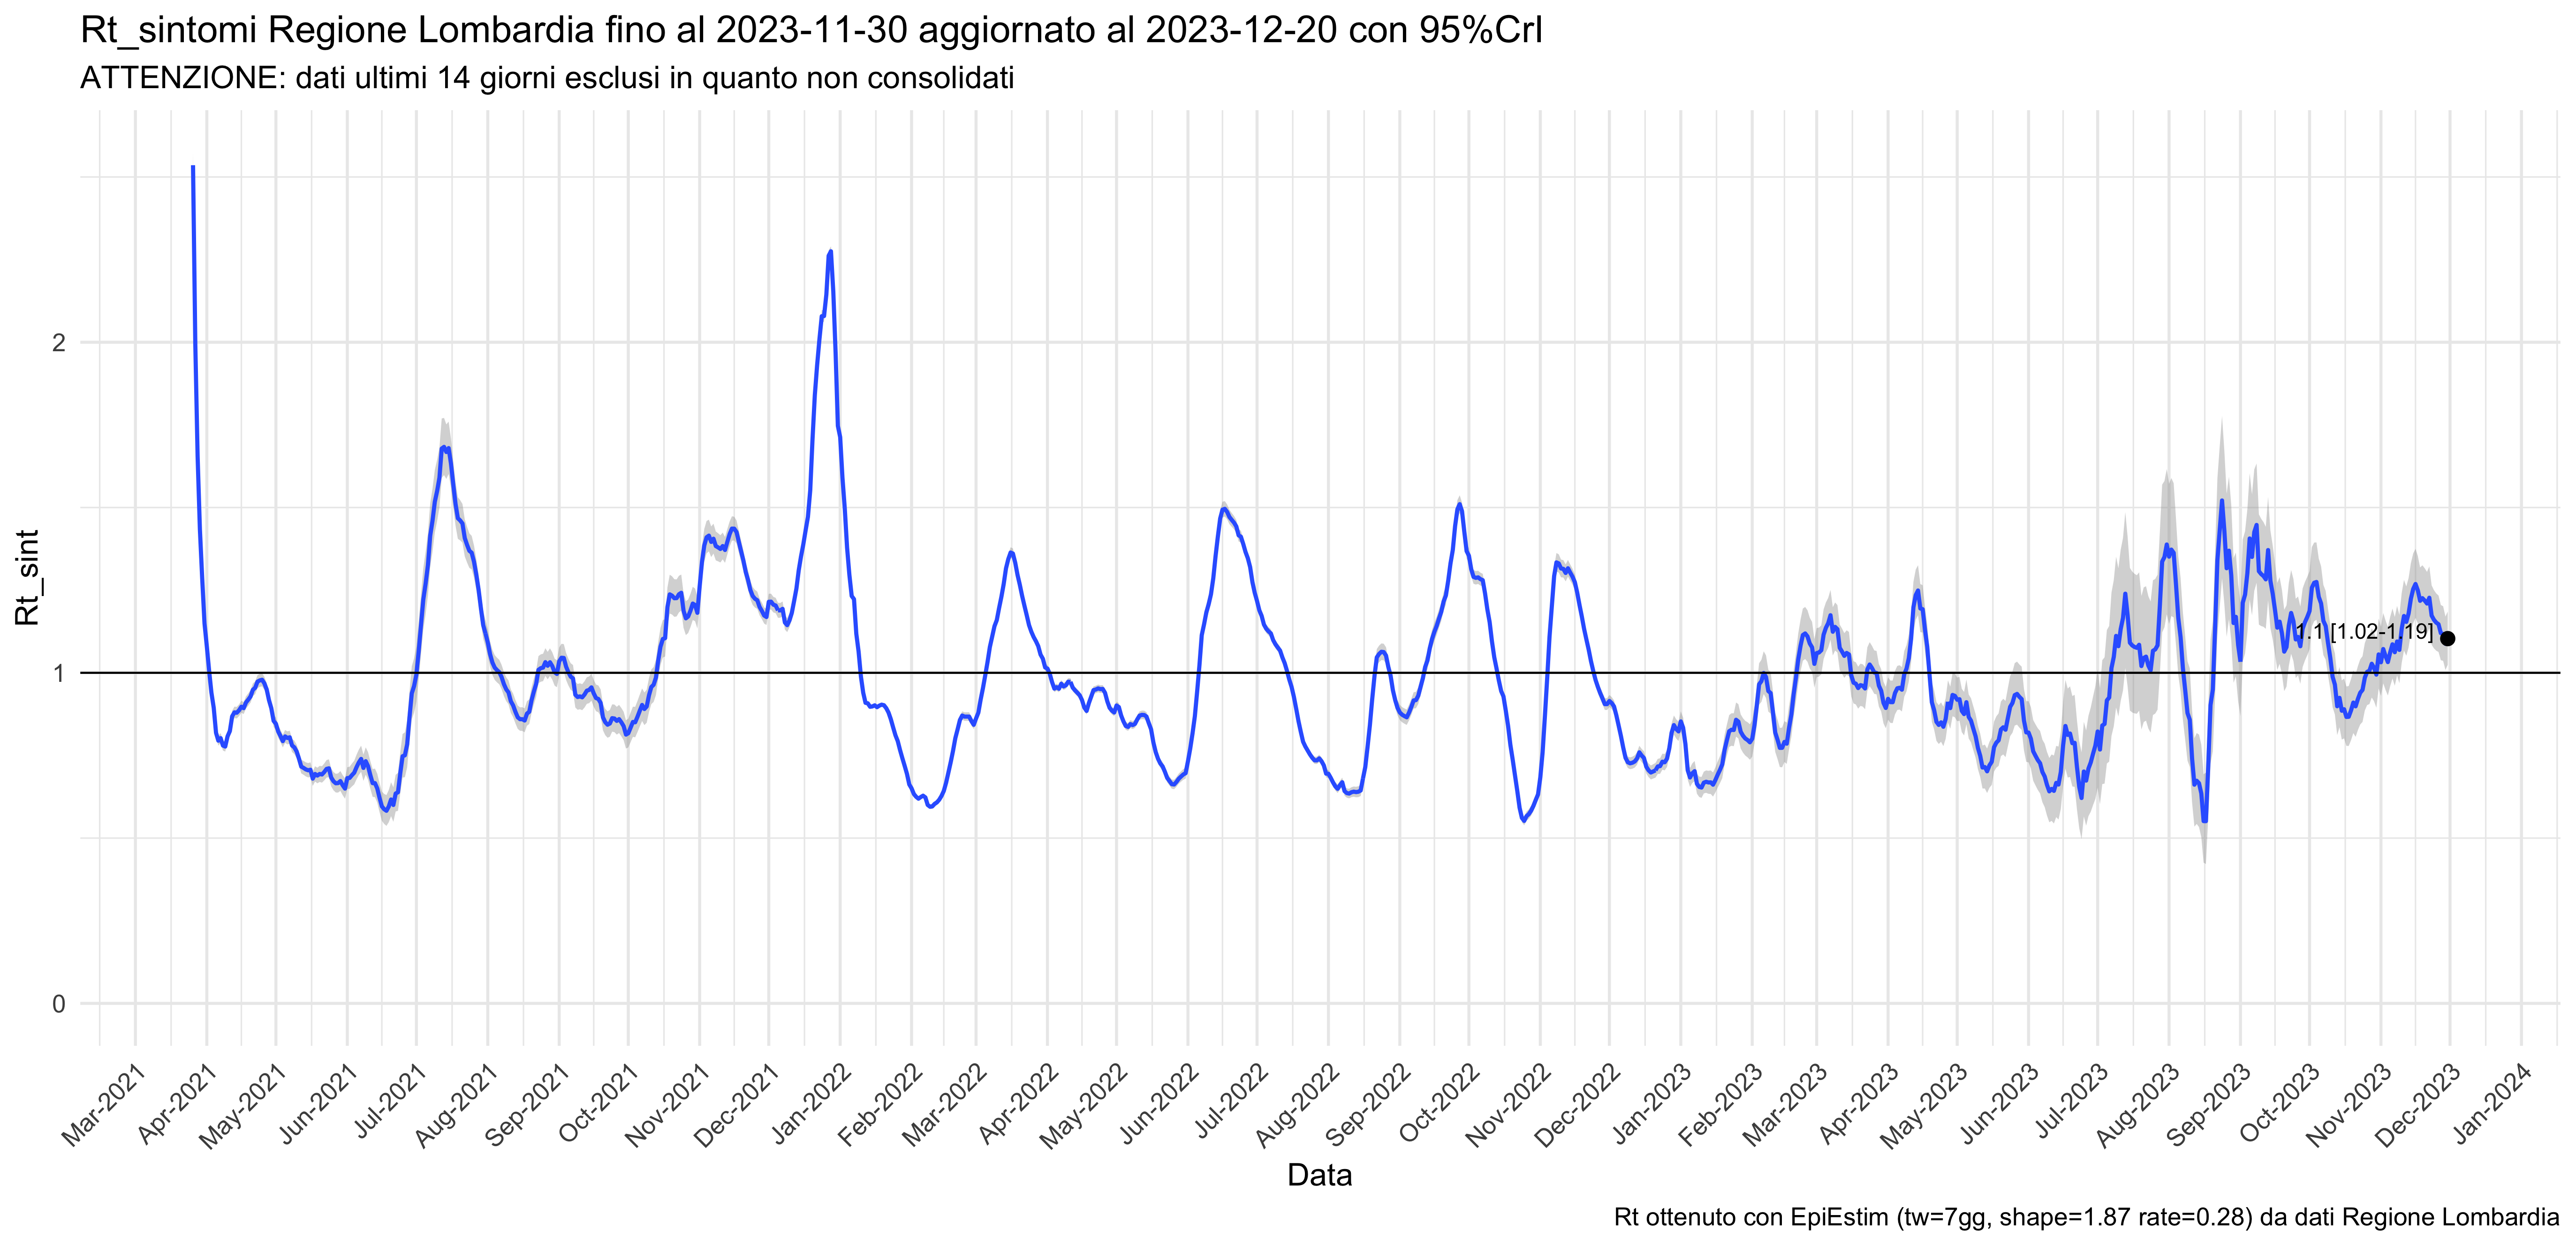 Rt_sintomi Regione Lombardia fino al 2023-11-30 aggiornato al 2023-12-20 con 95%CrI
ATTENZIONE: dati ultimi 14 giorni esclusi in quanto non consolidati
Rt_sint
2
1
0
1.1 [1.02-1.19]
Mar-2021
Apr-2021
May-2021
Jun-2021
Jul-2021
Aug-2021
Sep-2021
Oct-2021
Nov-2021
Dec-2021
Jan-2022
Feb-2022
Mar-2022
Apr-2022
May-2022
Jun-2022
Jul-2022
Aug-2022
Sep-2022
Oct-2022
Nov-2022
Dec-2022
Jan-2023
Feb-2023
Mar-2023
Apr-2023
May-2023
Jun-2023
Jul-2023
Aug-2023
Sep-2023
Oct-2023
Nov-2023
Dec-2023
Jan-2024
Data
Rt ottenuto con EpiEstim (tw=7gg, shape=1.87 rate=0.28) da dati Regione Lombardia